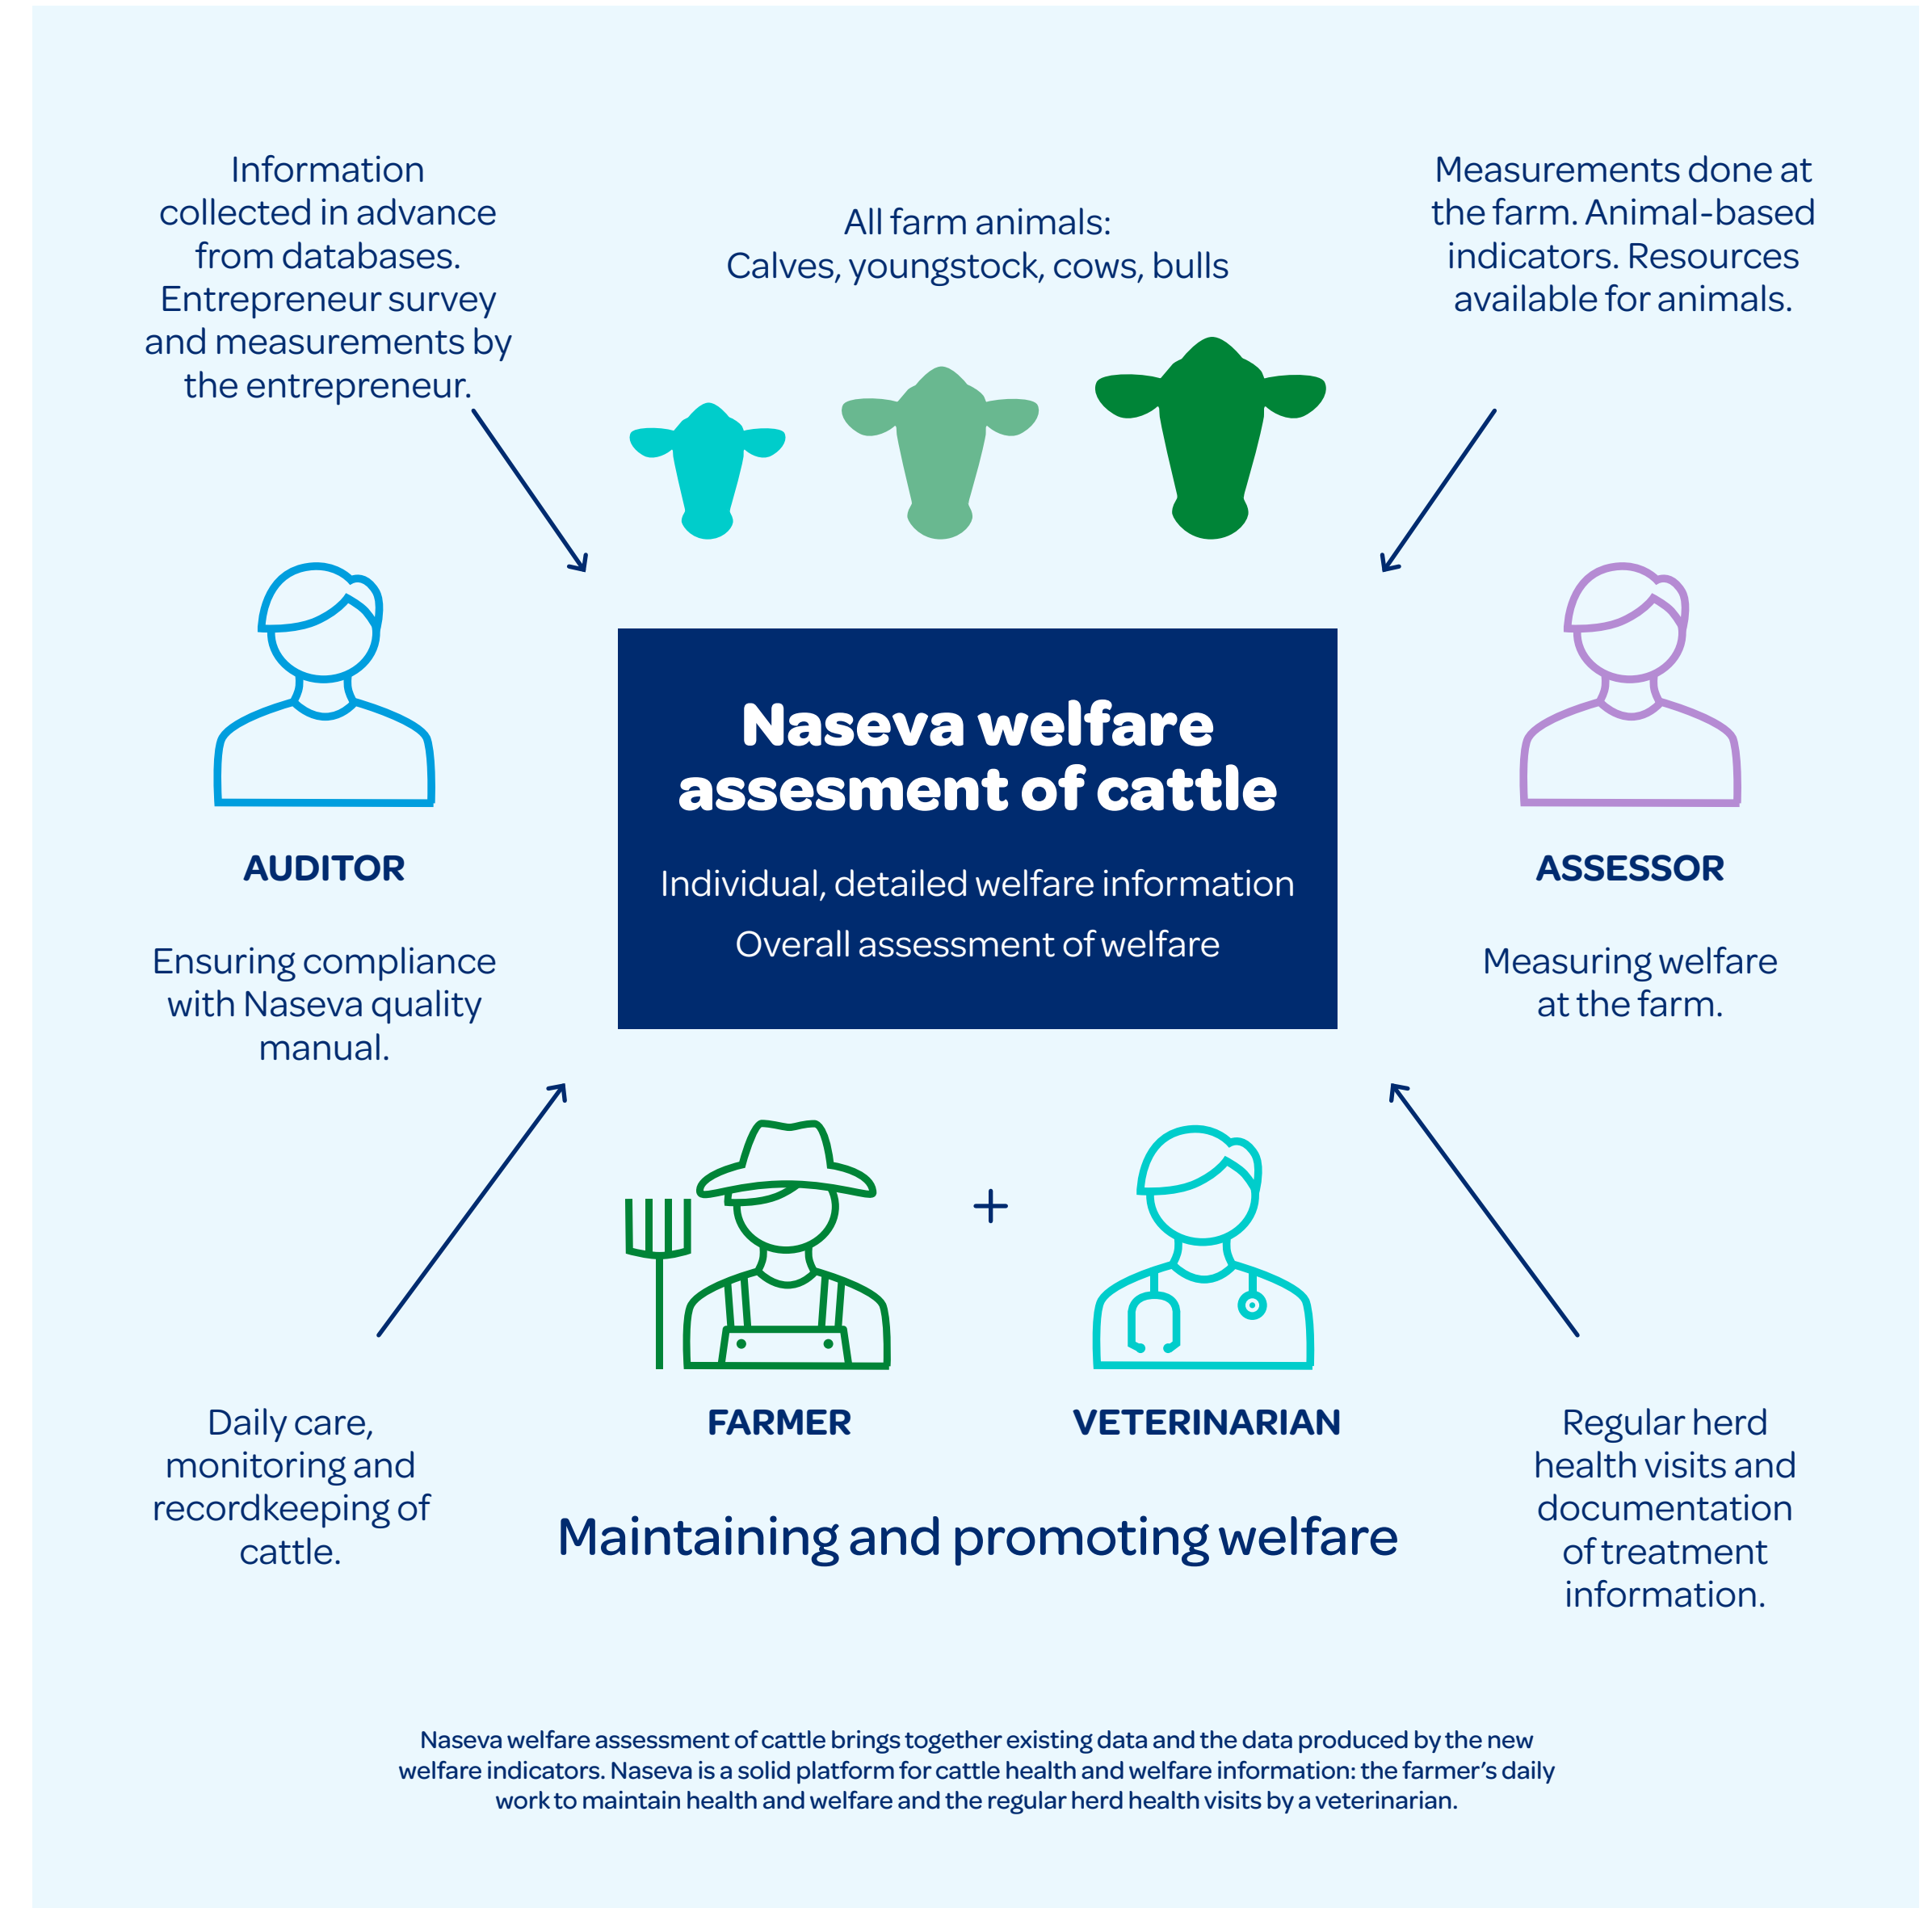 Information
collected in advance
from databases.
Entrepreneur survey
and measurements by
the entrepreneur.
All farm animals:
Calves, youngstock, cows, bulls
Measurements done at
the farm. Animal-based
indicators. Resources
available for animals.
Naseva welfare
assesment of cattle
Individual, detailed welfare information
Overall assessment of welfare
AUDITOR
Ensuring compliance
with Naseva quality
manual.
ASSESSOR
Measuring welfare
at the farm.
+
FARMER
VETERINARIAN
Maintaining and promoting welfare
Daily care,
monitoring and
recordkeeping of
cattle.
Regular herd
health visits and
documentation
of treatment
information.
Naseva welfare assessment of cattle brings together existing data and the data produced by the new
welfare indicators. Naseva is a solid platform for cattle health and welfare information: the farmer’s daily
work to maintain health and welfare and the regular herd health visits by a veterinarian.